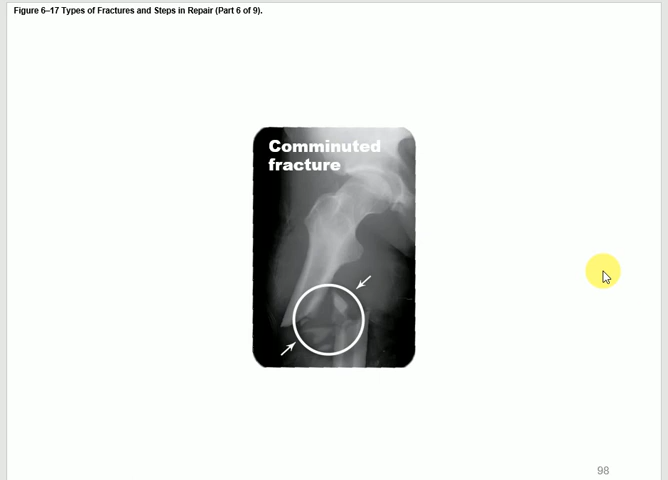 Figure 6–17 Types of Fractures and Steps in Repair (Part 6 of 9).
Comminuted
fracture
98